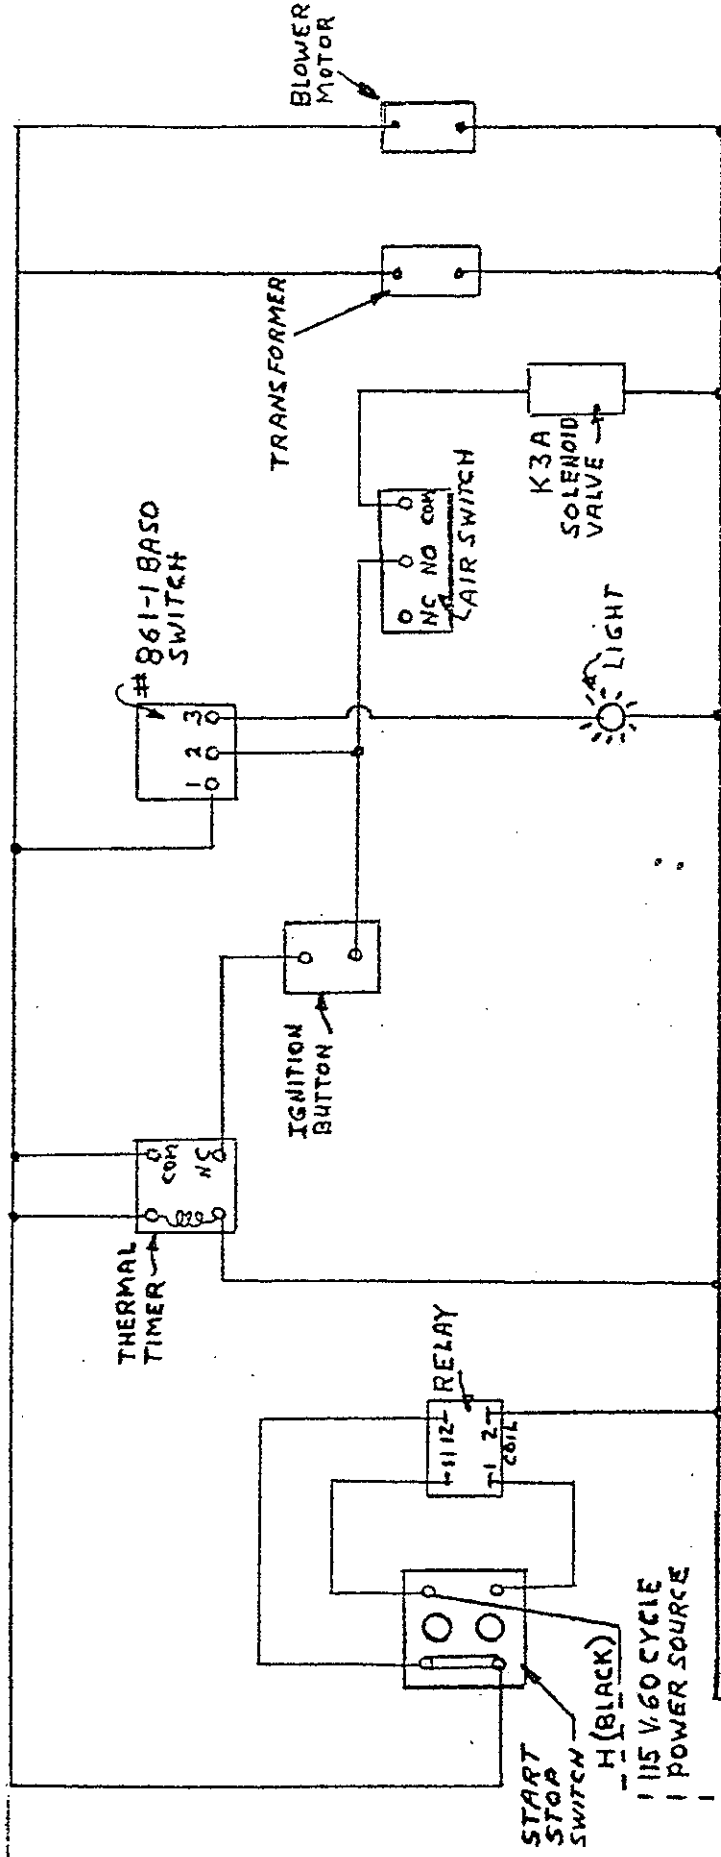 START
STOP
SWITCH
H (BLACK)
115 V. 60 CYCLE
POWER SOURCE
11 12
1 2
COIL
RELAY
THERMAL
TIMER
COM
NC
IGNITION
BUTTON
# 861-1 BASO
SWITCH
1 2 3
NC NO COM
AIR SWITCH
LIGHT
K3A
SOLENOID
VALVE
TRANSFORMER
BLOWER
MOTOR